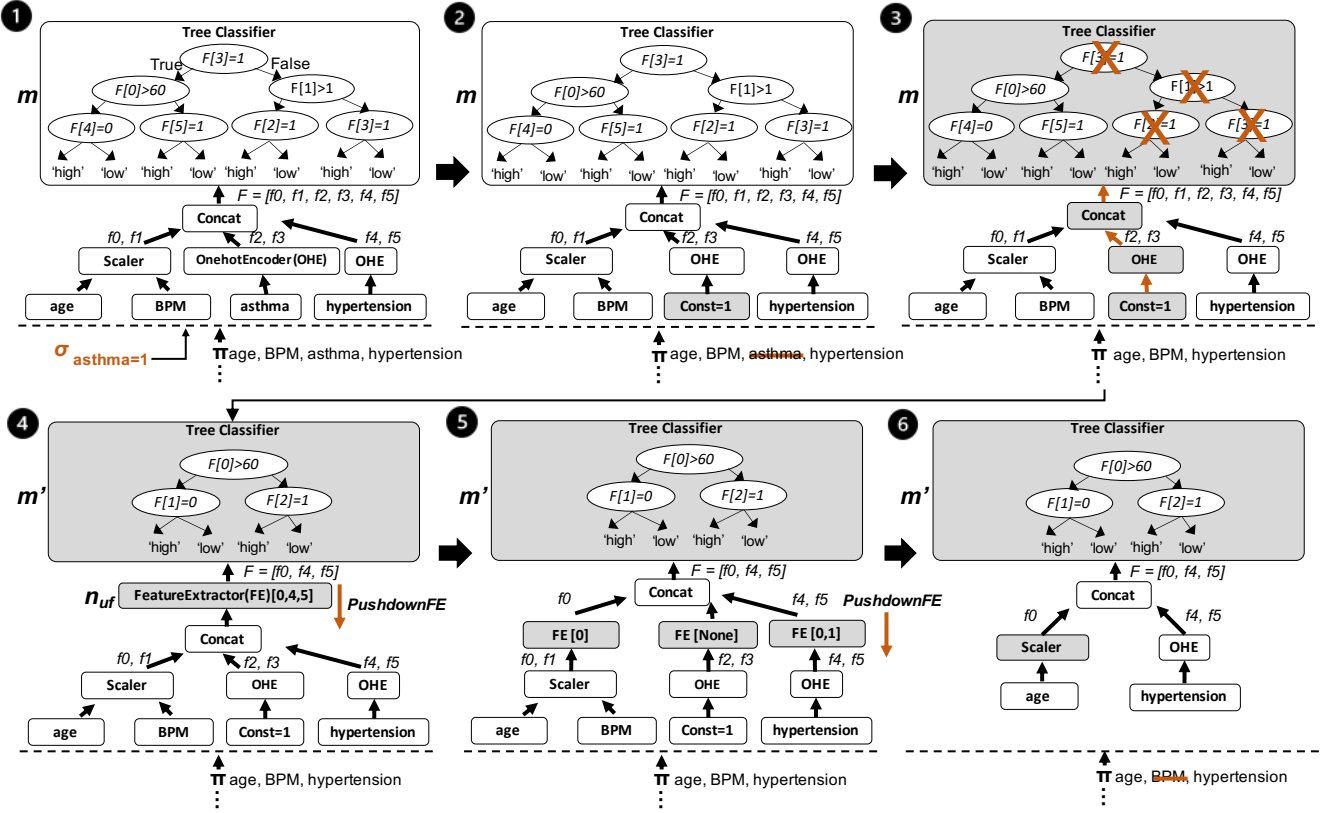 1
Tree Classifier
F[3]=1
True
False
F[0]>60
F[1]>1
m
F[4]=0
F[5]=1
F[2]=1
F[3]=1
'high' 'low' 'high' 'low' 'high' 'low' 'high' 'low'
F = [f0, f1, f2, f3, f4, f5]
Concat
f0, f1
f2, f3
f4, f5
Scaler
OnehotEncoder(OHE)
OHE
age
BPM
asthma
hypertension
σ asthma=1
π age, BPM, asthma, hypertension
2
Tree Classifier
F[3]=1
F[0]>60
F[1]>1
m
F[4]=0
F[5]=1
F[2]=1
F[3]=1
'high' 'low' 'high' 'low' 'high' 'low' 'high' 'low'
F = [f0, f1, f2, f3, f4, f5]
Concat
f0, f1
f2, f3
f4, f5
Scaler
OHE
OHE
age
BPM
Const=1
hypertension
π age, BPM, asthma, hypertension
3
Tree Classifier
F[3]=1
F[0]>60
F[1]>1
m
F[4]=0
F[5]=1
F[2]=1
F[3]=1
'high' 'low' 'high' 'low' 'high' 'low' 'high' 'low'
F = [f0, f1, f2, f3, f4, f5]
Concat
f0, f1
f2, f3
f4, f5
Scaler
OHE
OHE
age
BPM
Const=1
hypertension
π age, BPM, hypertension
4
Tree Classifier
F[0]>60
m'
F[1]=0
F[2]=1
'high' 'low' 'high' 'low'
F = [f0, f4, f5]
nuf
FeatureExtractor(FE)[0,4,5]
PushdownFE
Concat
f0, f1
f2, f3
f4, f5
Scaler
OHE
OHE
age
BPM
Const=1
hypertension
π age, BPM, hypertension
5
Tree Classifier
F[0]>60
m'
F[1]=0
F[2]=1
'high' 'low' 'high' 'low'
F = [f0, f4, f5]
Concat
f0
f4, f5
PushdownFE
FE [0]
FE [None]
FE [0,1]
f0, f1
f2, f3
f4, f5
Scaler
OHE
OHE
age
BPM
Const=1
hypertension
π age, BPM, hypertension
6
Tree Classifier
F[0]>60
m'
F[1]=0
F[2]=1
'high' 'low' 'high' 'low'
F = [f0, f4, f5]
Concat
f0
f4, f5
Scaler
OHE
age
hypertension
π age, BPM, hypertension